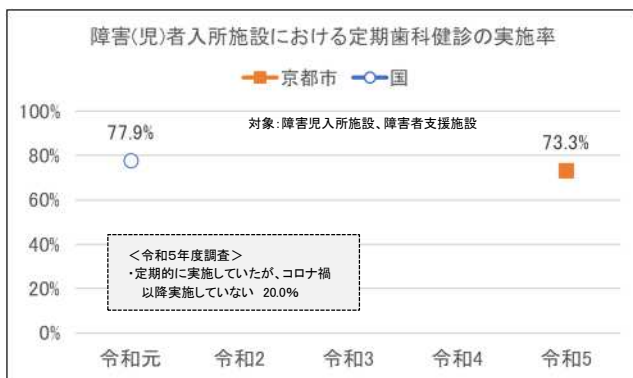 障害(児)者入所施設における定期歯科健診の実施率
京都市 国
対象:障害児入所施設、障害者支援施設
100%
80%
60%
40%
20%
0%
77.9%
73.3%
<令和5年度調査>
・定期的に実施していたが、コロナ禍
以降実施していない 20.0%
令和元 令和2 令和3 令和4 令和5